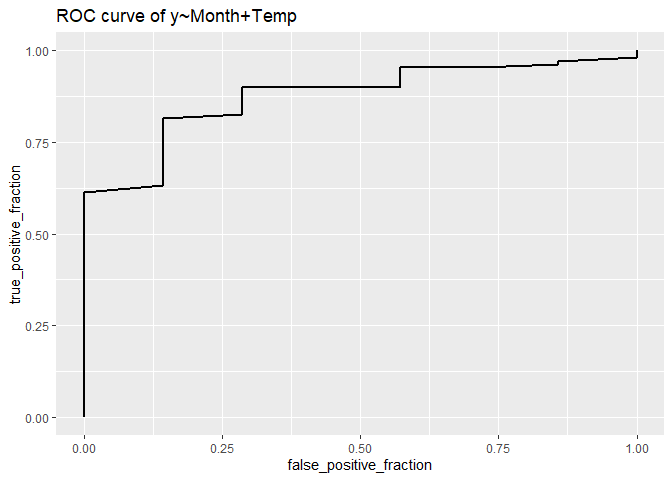 ROC curve of y~Month+Temp
1.00
0.75
0.50
0.25
0.00
true_positive_fraction
0.00 0.25 0.50 0.75 1.00
false_positive_fraction